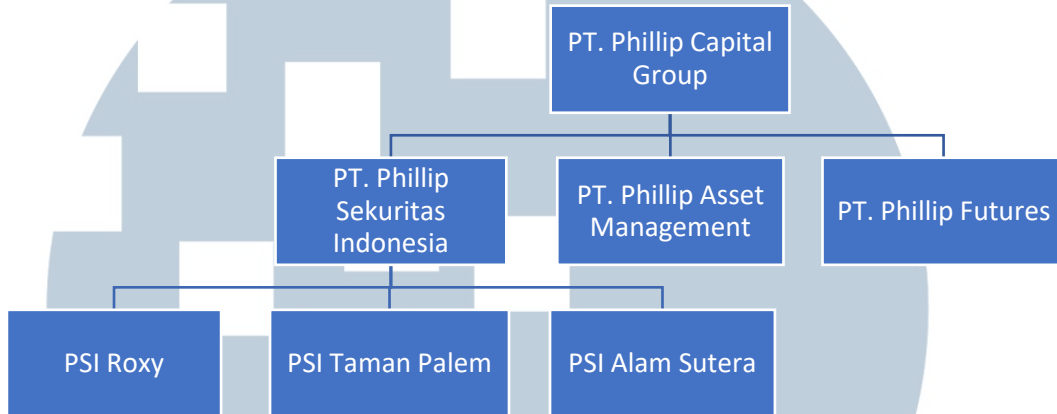 PT. Phillip Capital
Group
PT. Phillip
Sekuritas
Indonesia
PT. Phillip Asset
Management
PT. Phillip Futures
PSI Roxy
PSI Taman Palem
PSI Alam Sutera